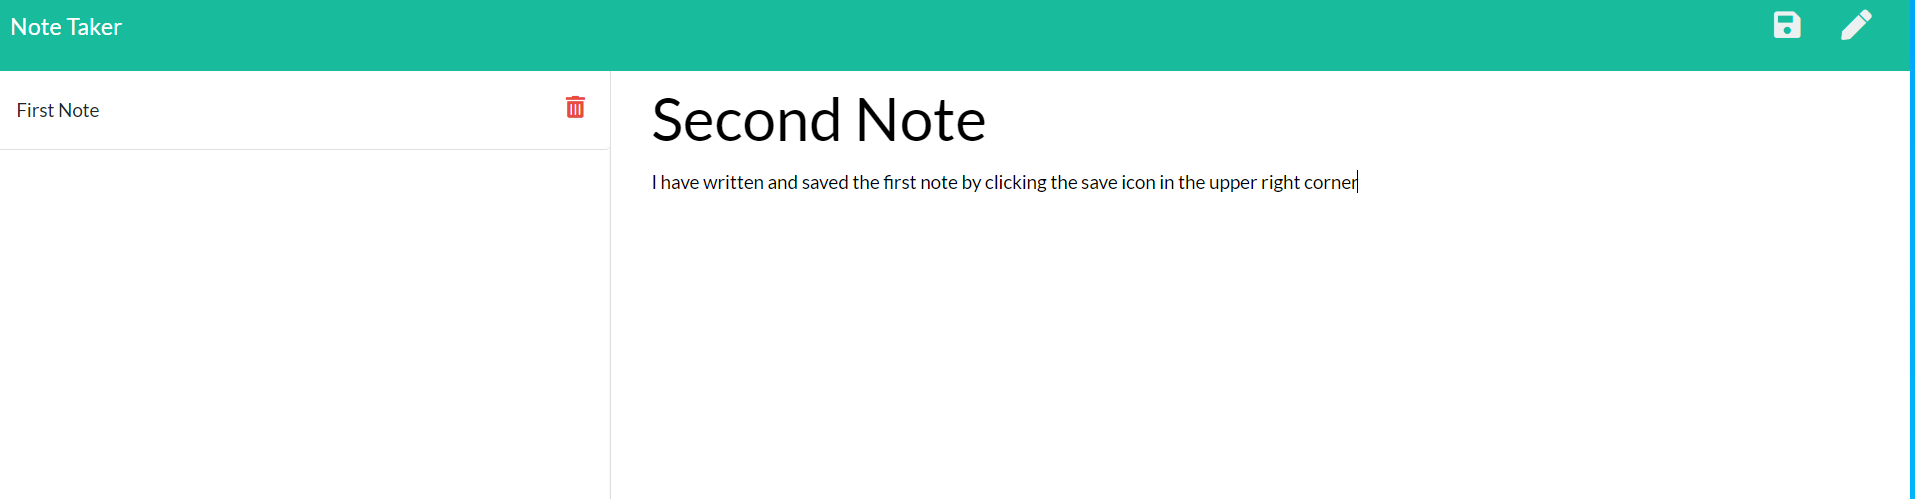 Note Taker
First Note
Second Note
I have written and saved the first note by clicking the save icon in the upper right corner